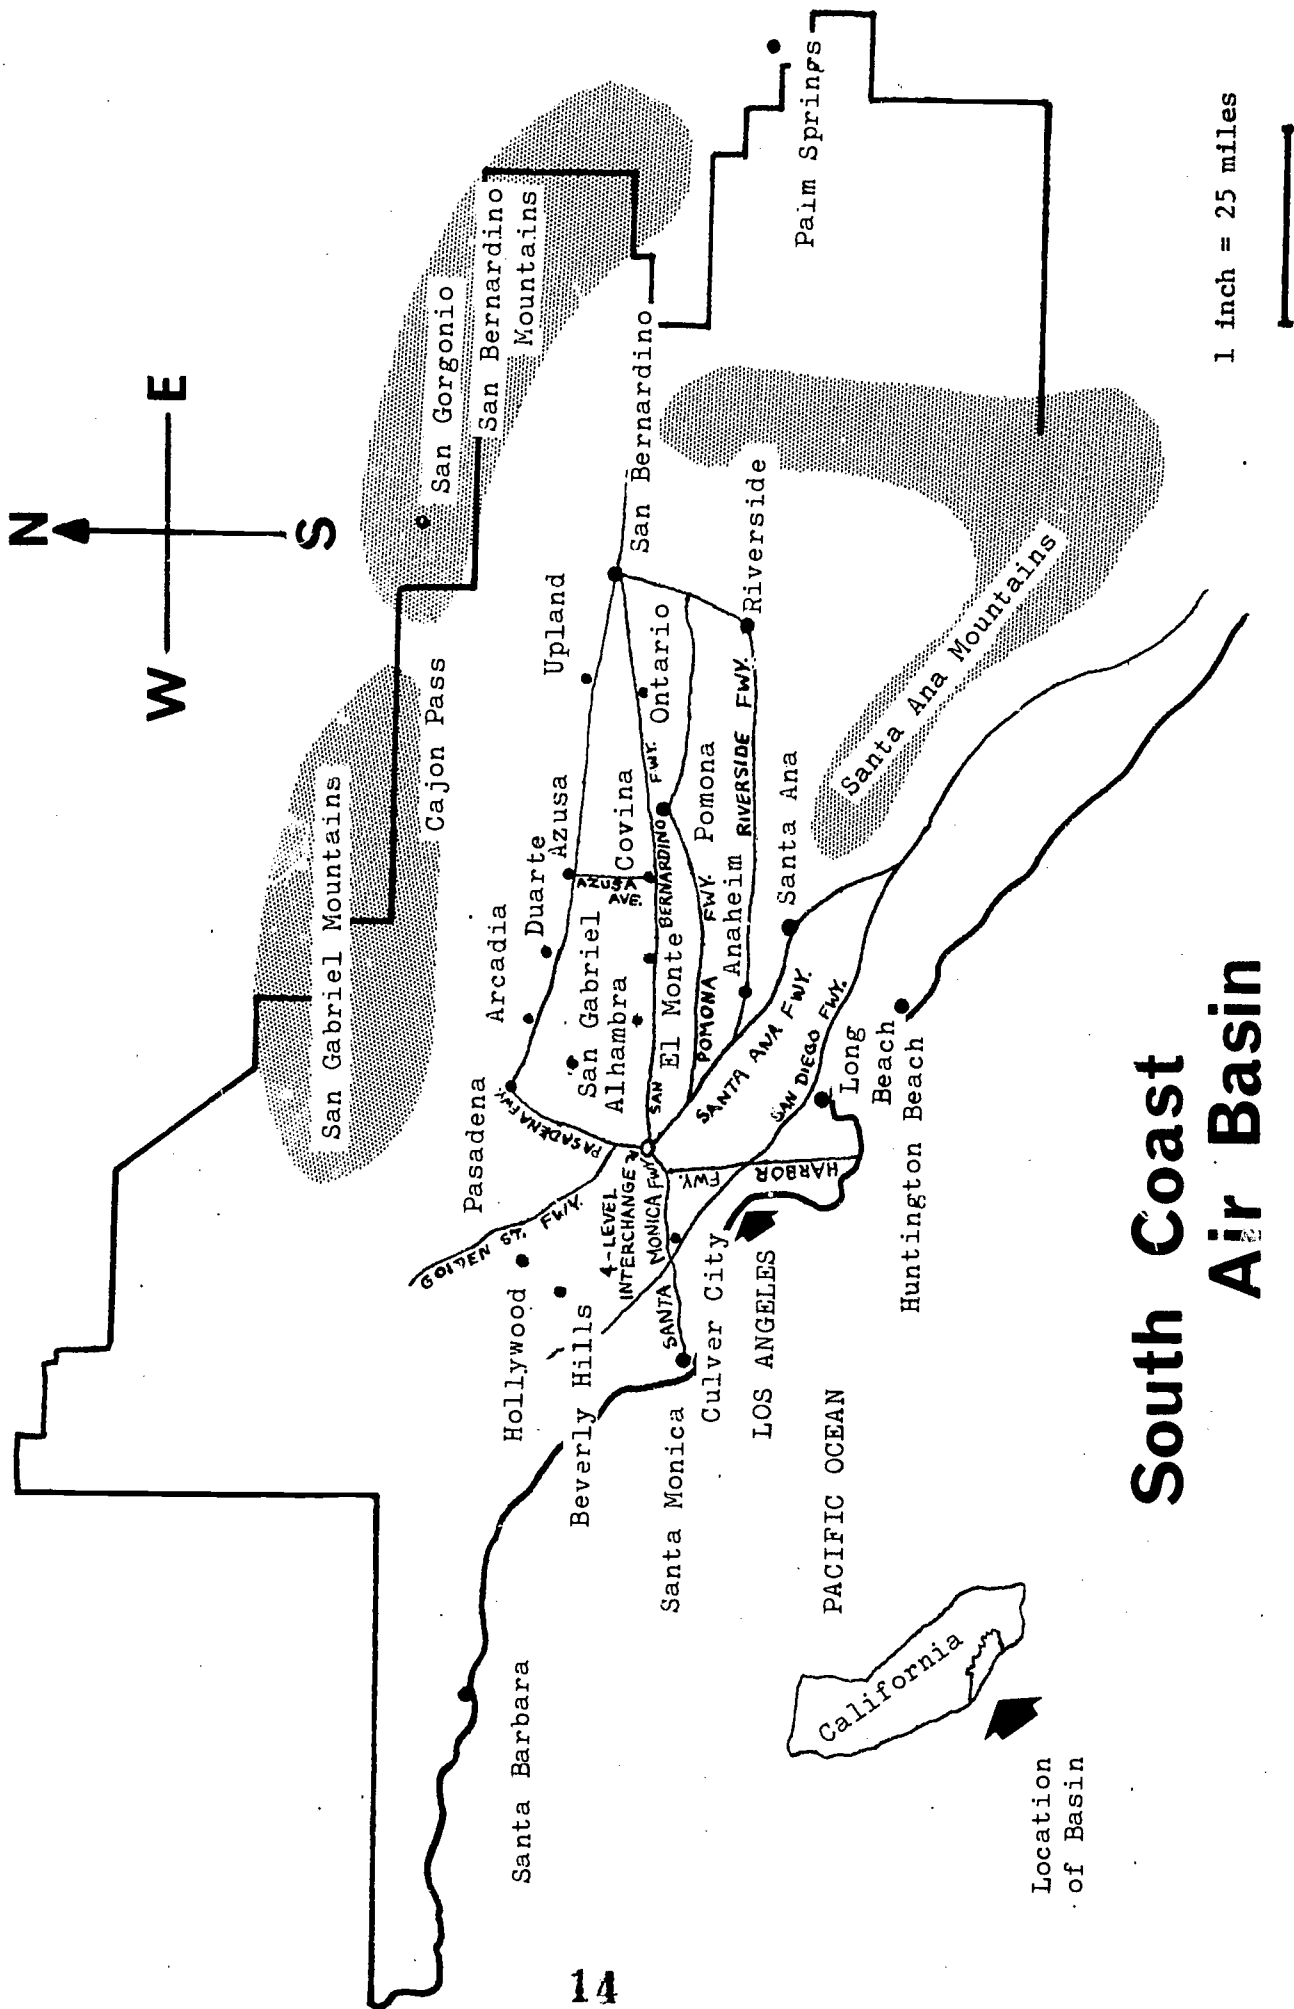 N
W E
S
San Gabriel Mountains
Cajon Pass
San Gorgonio
San Bernardino
Mountains
Pasadena
Arcadia
Duarte
Azusa
Upland
San Bernardino
GOLDEN ST. FWY.
PASADENA FWY.
Hollywood
Beverly Hills
San Gabriel
Alhambra
El Monte
AZUSA
AVE.
Covina
Ontario
SAN BERNARDINO FWY.
4-LEVEL
INTERCHANGE
SANTA MONICA FWY.
POMONA FWY.
Pomona
Riverside
RIVERSIDE FWY.
Anaheim
Santa Ana
SANTA ANA FWY.
SAN DIEGO FWY.
HARBOR FWY.
Santa Barbara
Santa Monica
Culver City
LOS ANGELES
Long
Beach
Huntington Beach
Santa Ana Mountains
Palm Springs
PACIFIC OCEAN
California
Location
of Basin
South Coast
Air Basin
1 inch = 25 miles
14